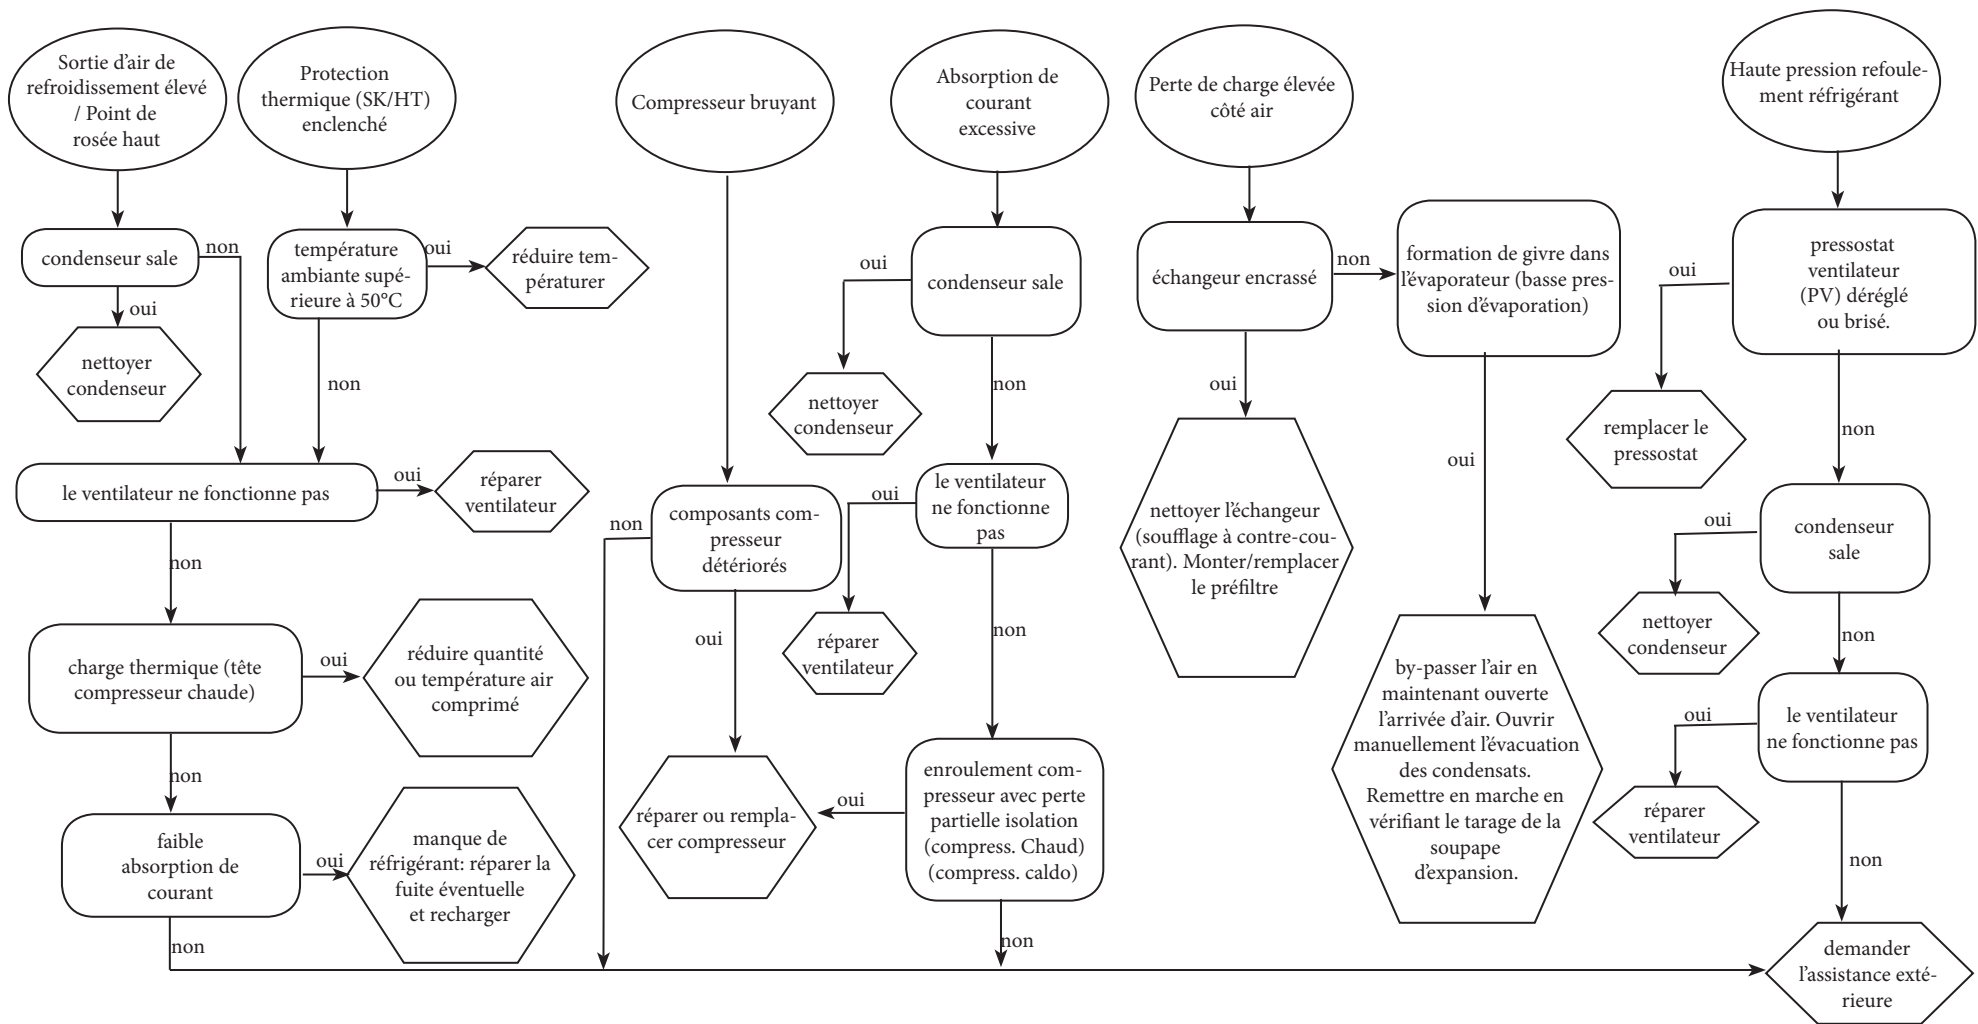 Sortie d'air de
refroidissement élevé
/ Point de
rosée haut
Protection
thermique (SK/HT)
enclenché
Compresseur bruyant
Absorption de
courant
excessive
Perte de charge élevée
côté air
Haute pression refoule-
ment réfrigérant
condenseur sale
non
oui
nettoyer
condenseur
température
ambiante supé-
rieure à 50°C
oui
réduire tem-
pératurer
non
le ventilateur ne fonctionne pas
oui
réparer
ventilateur
non
charge thermique (tête
compresseur chaude)
oui
réduire quantité
ou température air
comprimé
non
faible
absorption de
courant
oui
manque de
réfrigérant: réparer la
fuite éventuelle
et recharger
non
composants com-
presseur
détériorés
non
oui
réparer ou rempla-
cer compresseur
condenseur sale
oui
nettoyer
condenseur
non
le ventilateur
ne fonctionne
pas
oui
réparer
ventilateur
non
enroulement com-
presseur avec perte
partielle isolation
(compress. Chaud)
(compress. caldo)
oui
non
échangeur encrassé
non
oui
nettoyer l'échangeur
(soufflage à contre-cou-
rant). Monter/remplacer
le préfiltre
formation de givre dans
l'évaporateur (basse pres-
sion d'évaporation)
oui
by-passer l'air en
maintenant ouverte
l'arrivée d'air. Ouvrir
manuellement l'évacuation
des condensats.
Remettre en marche en
vérifiant le tarage de la
soupape
d'expansion.
pressostat
ventilateur
(PV) déréglé
ou brisé.
oui
remplacer le
pressostat
non
condenseur
sale
oui
nettoyer
condenseur
non
le ventilateur
ne fonctionne pas
oui
réparer
ventilateur
non
demander
l'assistance exté-
rieure